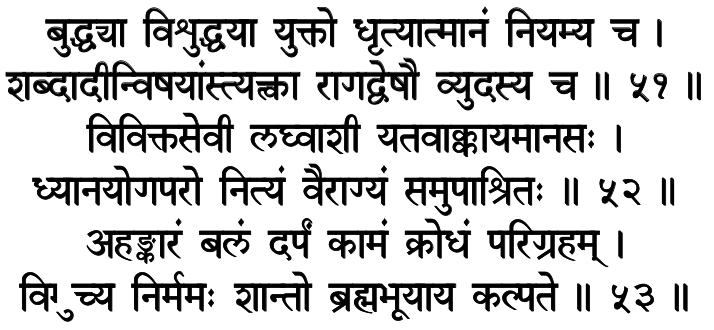 बुद्ध्या विशुद्धया युक्तो धृत्यात्मानं नियम्य च ।
शब्दादीन्विषयांस्त्यक्त्वा रागद्वेषौ व्युदस्य च ॥ ५१ ॥
विविक्तसेवी लघ्वाशी यतवाक्कायमानसः ।
ध्यानयोगपरो नित्यं वैराग्यं समुपाश्रितः ॥ ५२ ॥
अहङ्कारं बलं दर्पं कामं क्रोधं परिग्रहम् ।
निर्ममः शान्तो ब्रह्मभूयाय कल्पते ॥ ५३ ॥